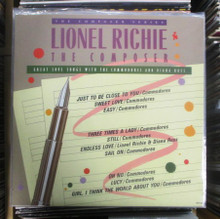 THE COMPOSER SERIES
LIONEL RICHIE
THE COMPOSER
GREAT LOVE SONGS WITH THE COMMODORES AND DIANA ROSS
JUST TO BE CLOSE TO YOU/Commodores
SWEET LOVE/Commodores
EASY/Commodores
THREE TIMES A LADY/Commodores
STILL/Commodores
ENDLESS LOVE/Lionel Richie & Diana Ross
SAIL ON/Commodores
OH NO/Commodores
LUCY/Commodores
GIRL, I THINK THE WORLD ABOUT YOU/Commodores